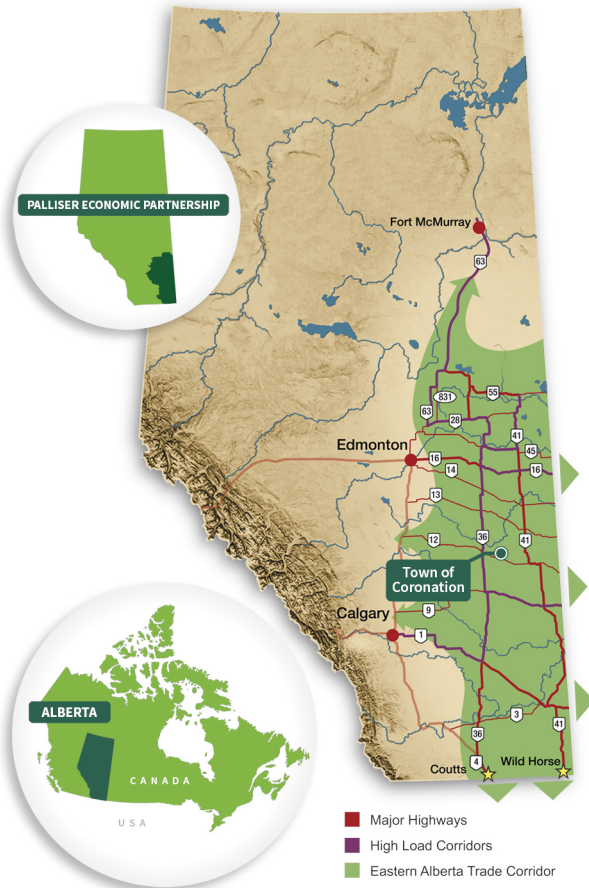 PALLISER ECONOMIC PARTNERSHIP
Fort McMurray
63
55
831
63
28
41
45
Edmonton
16
16
14
13
12
36
41
Town of
Coronation
Calgary
9
1
3
36
41
4
Coutts
Wild Horse
ALBERTA
CANADA
USA
Major Highways
High Load Corridors
Eastern Alberta Trade Corridor